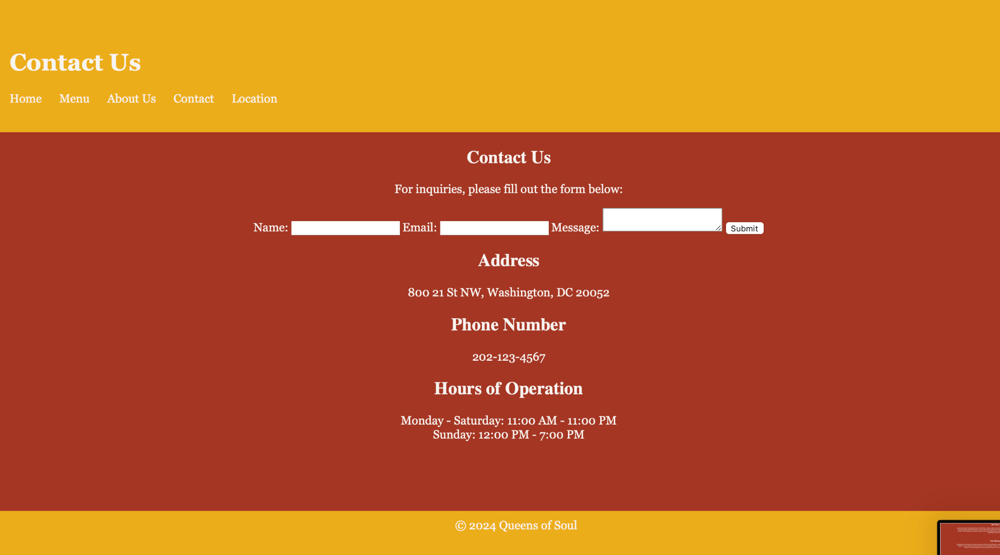 Contact Us
Home Menu About Us Contact Location
Contact Us
For inquiries, please fill out the form below:
Name: Email: Message: Submit
Address
800 21 St NW, Washington, DC 20052
Phone Number
202-123-4567
Hours of Operation
Monday - Saturday: 11:00 AM - 11:00 PM
Sunday: 12:00 PM - 7:00 PM
© 2024 Queens of Soul
Our Story